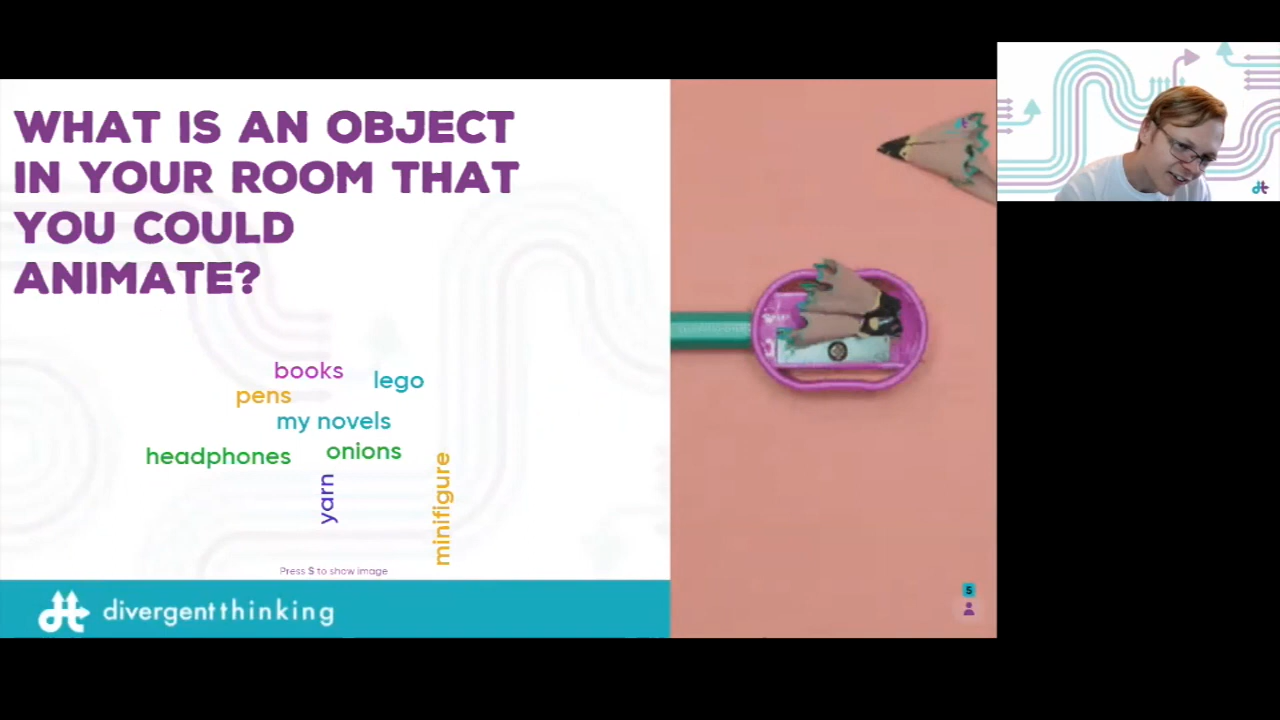 WHAT IS AN OBJECT
IN YOUR ROOM THAT
YOU COULD
ANIMATE?
books
lego
pens
my novels
headphones
onions
yarn
minifigure
Press S to show image
divergentthinking
5